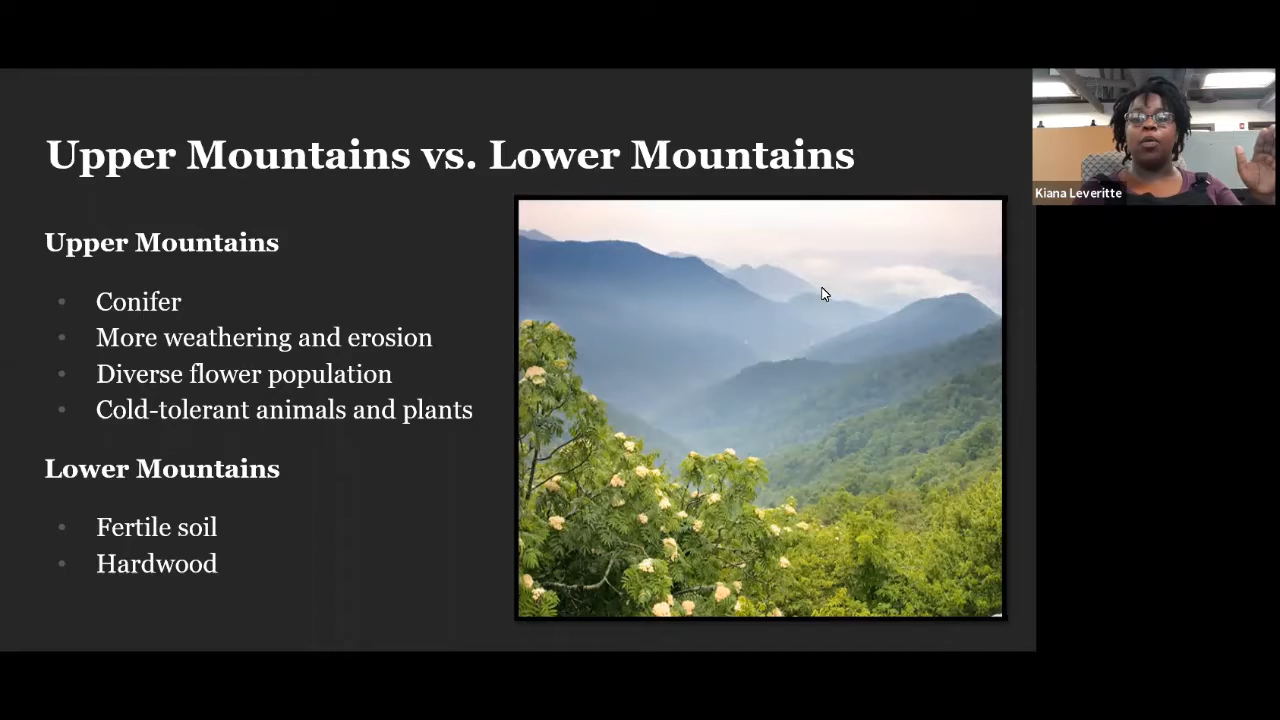 Upper Mountains vs. Lower Mountains
Upper Mountains
Conifer
More weathering and erosion
Diverse flower population
Cold-tolerant animals and plants
Lower Mountains
Fertile soil
Hardwood
Kiana Leveritte